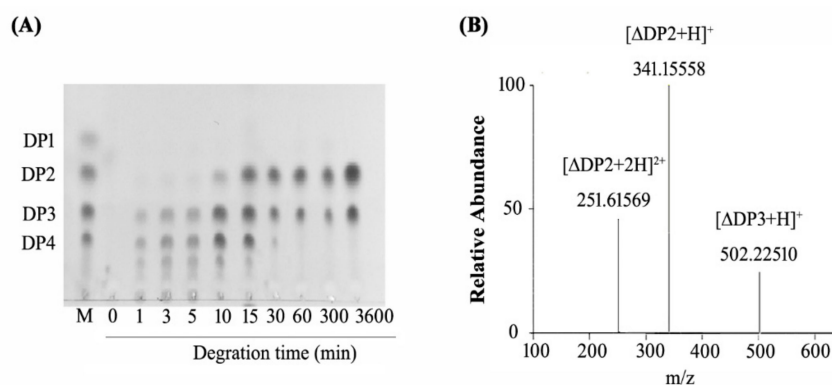 (A)
DP1
DP2
DP3
DP4
M 0 1 3 5 10 15 30 60 300 3600
Degration time (min)
(B)
[ΔDP2+H]⁺
341.15558
[ΔDP2+2H]²⁺
251.61569
[ΔDP3+H]⁺
502.22510
Relative Abundance
100
50
0
100 200 300 400 500 600
m/z